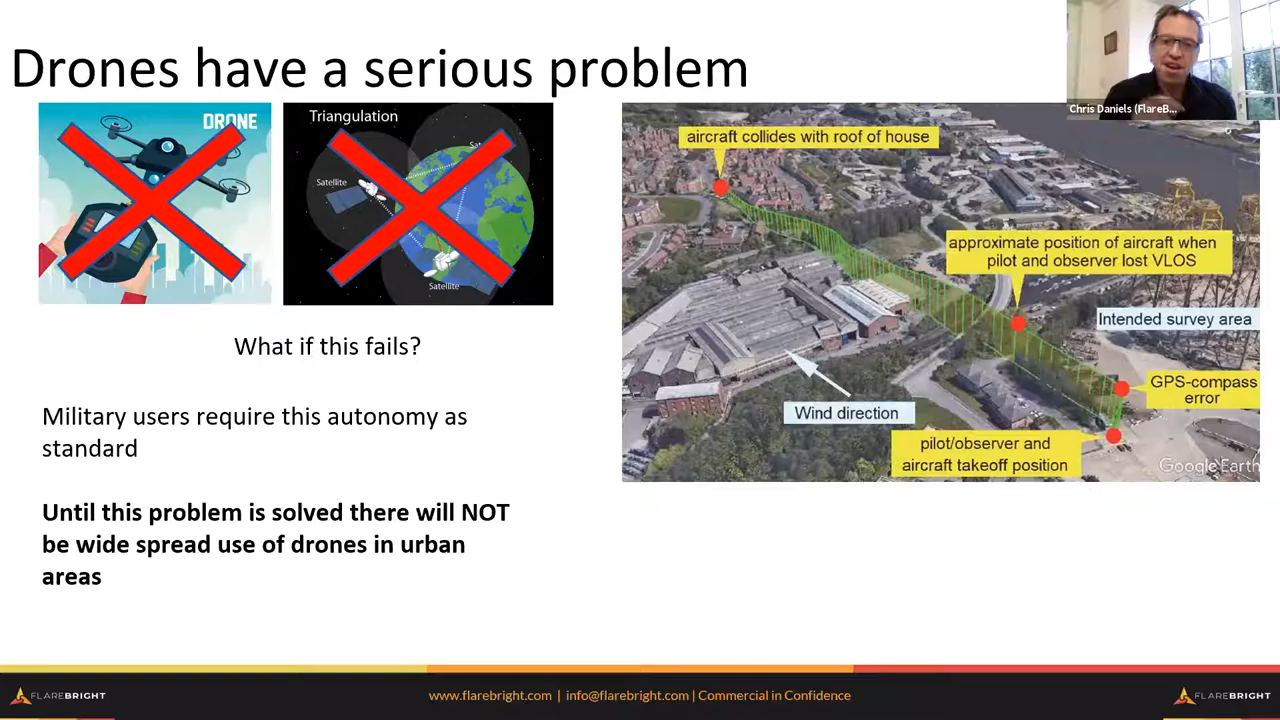 Drones have a serious problem
Chris Daniels (FlareB...
DRONE
Triangulation
Satellite
Satellite
aircraft collides with roof of house
approximate position of aircraft when
pilot and observer lost VLOS
Intended survey area
GPS-compass
error
Wind direction
pilot/observer and
aircraft takeoff position
Google Earth
What if this fails?
Military users require this autonomy as
standard
Until this problem is solved there will NOT
be wide spread use of drones in urban
areas
FLAREBRIGHT
www.flarebright.com | info@flarebright.com | Commercial in Confidence
FLAREBRIGHT